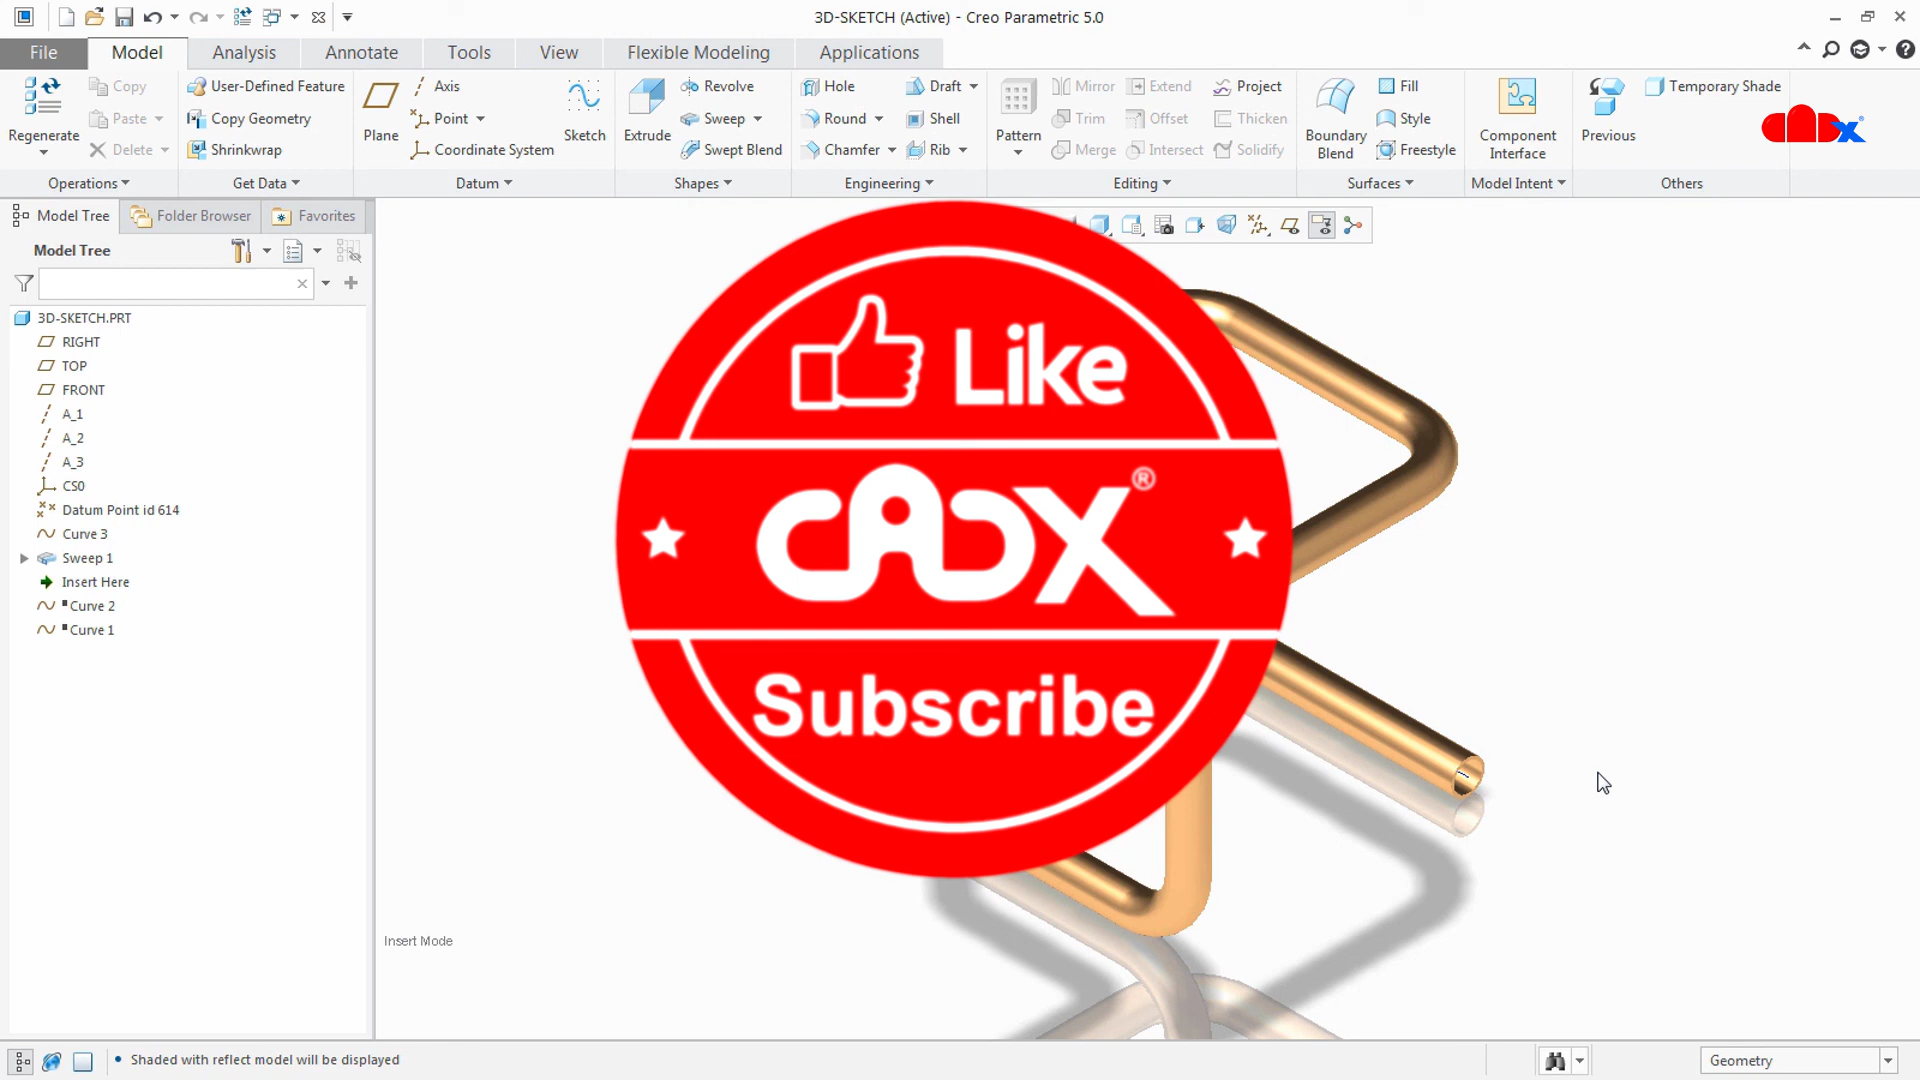 3D-SKETCH (Active) - Creo Parametric 5.0
File Model Analysis Annotate Tools View Flexible Modeling Applications
Regenerate
Copy
Paste
Delete
Operations
User-Defined Feature
Copy Geometry
Shrinkwrap
Get Data
Plane
Axis
Point
Coordinate System
Sketch
Datum
Extrude
Revolve
Sweep
Swept Blend
Shapes
Hole
Round
Chamfer
Draft
Shell
Rib
Engineering
Pattern
Mirror
Trim
Merge
Extend
Offset
Intersect
Project
Thicken
Solidify
Editing
Boundary
Blend
Fill
Style
Freestyle
Surfaces
Component
Interface
Model Intent
Previous
Temporary Shade
Others
CADX®
Model Tree Folder Browser Favorites
Model Tree
3D-SKETCH.PRT
RIGHT
TOP
FRONT
A_1
A_2
A_3
CS0
Datum Point id 614
Curve 3
Sweep 1
Insert Here
Curve 2
Curve 1
Like
CADX®
Subscribe
Insert Mode
Shaded with reflect model will be displayed
Geometry